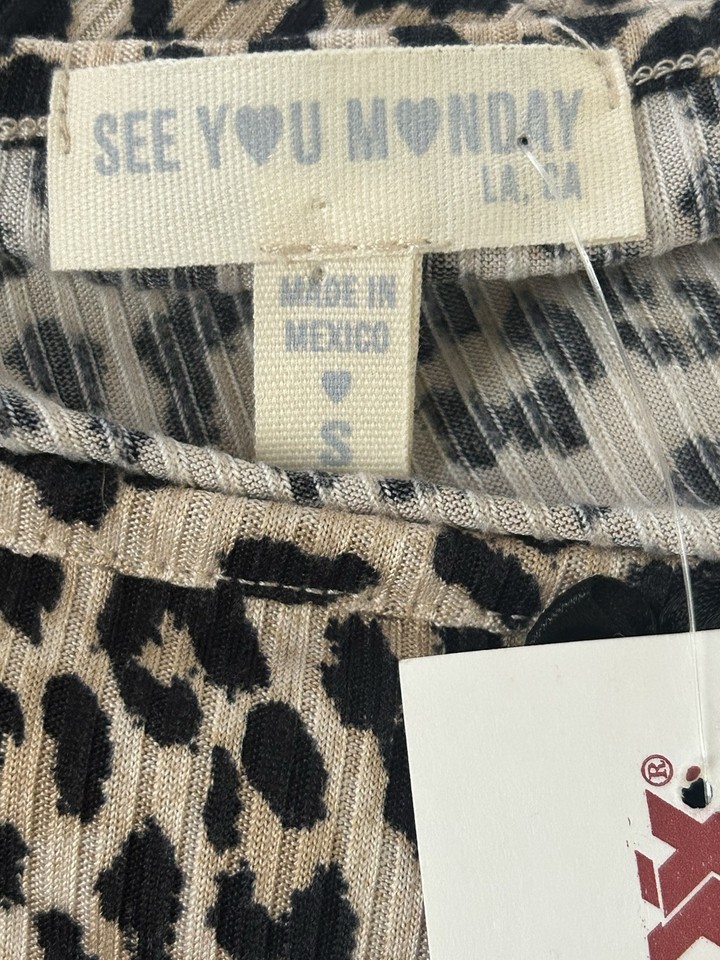 SEE Y♥U M♥NDAY
LA, CA
MADE IN
MEXICO
♥
S
®